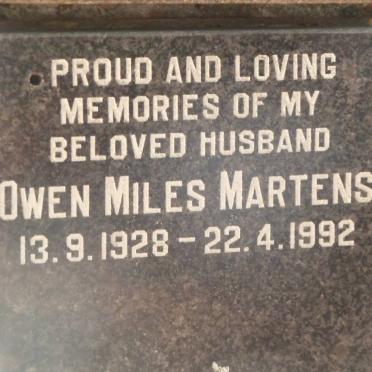 PROUD AND LOVING
MEMORIES OF MY
BELOVED HUSBAND
OWEN MILES MARTENS
13.9.1928 – 22.4.1992